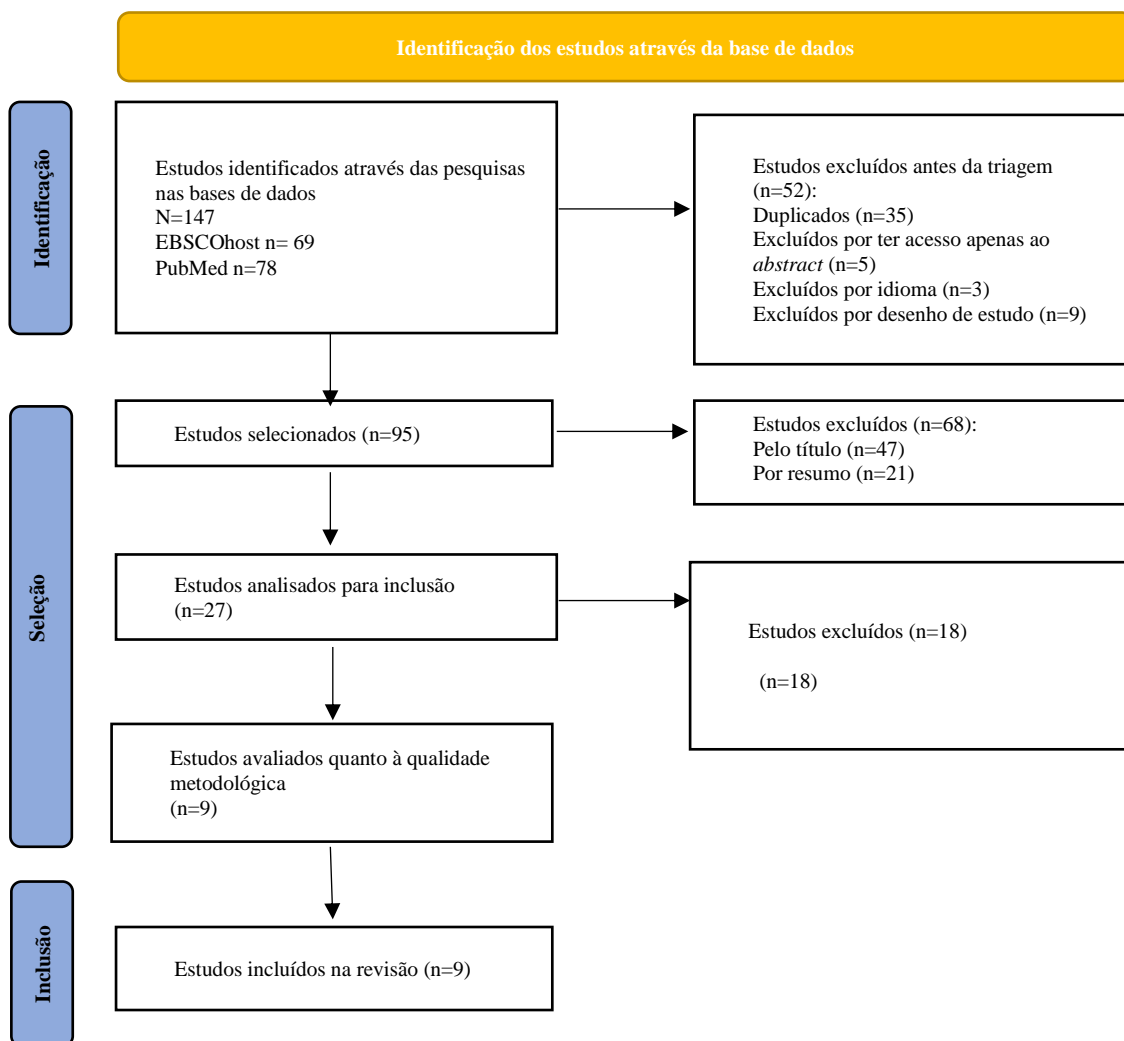 Identificação dos estudos através da base de dados
Identificação
Estudos identificados através das pesquisas
nas bases de dados
N=147
EBSCOhost n= 69
PubMed n=78
Estudos excluídos antes da triagem
(n=52):
Duplicados (n=35)
Excluídos por ter acesso apenas ao
abstract (n=5)
Excluídos por idioma (n=3)
Excluídos por desenho de estudo (n=9)
Seleção
Estudos selecionados (n=95)
Estudos excluídos (n=68):
Pelo título (n=47)
Por resumo (n=21)
Estudos analisados para inclusão
(n=27)
Estudos excluídos (n=18)
(n=18)
Estudos avaliados quanto à qualidade
metodológica
(n=9)
Inclusão
Estudos incluídos na revisão (n=9)